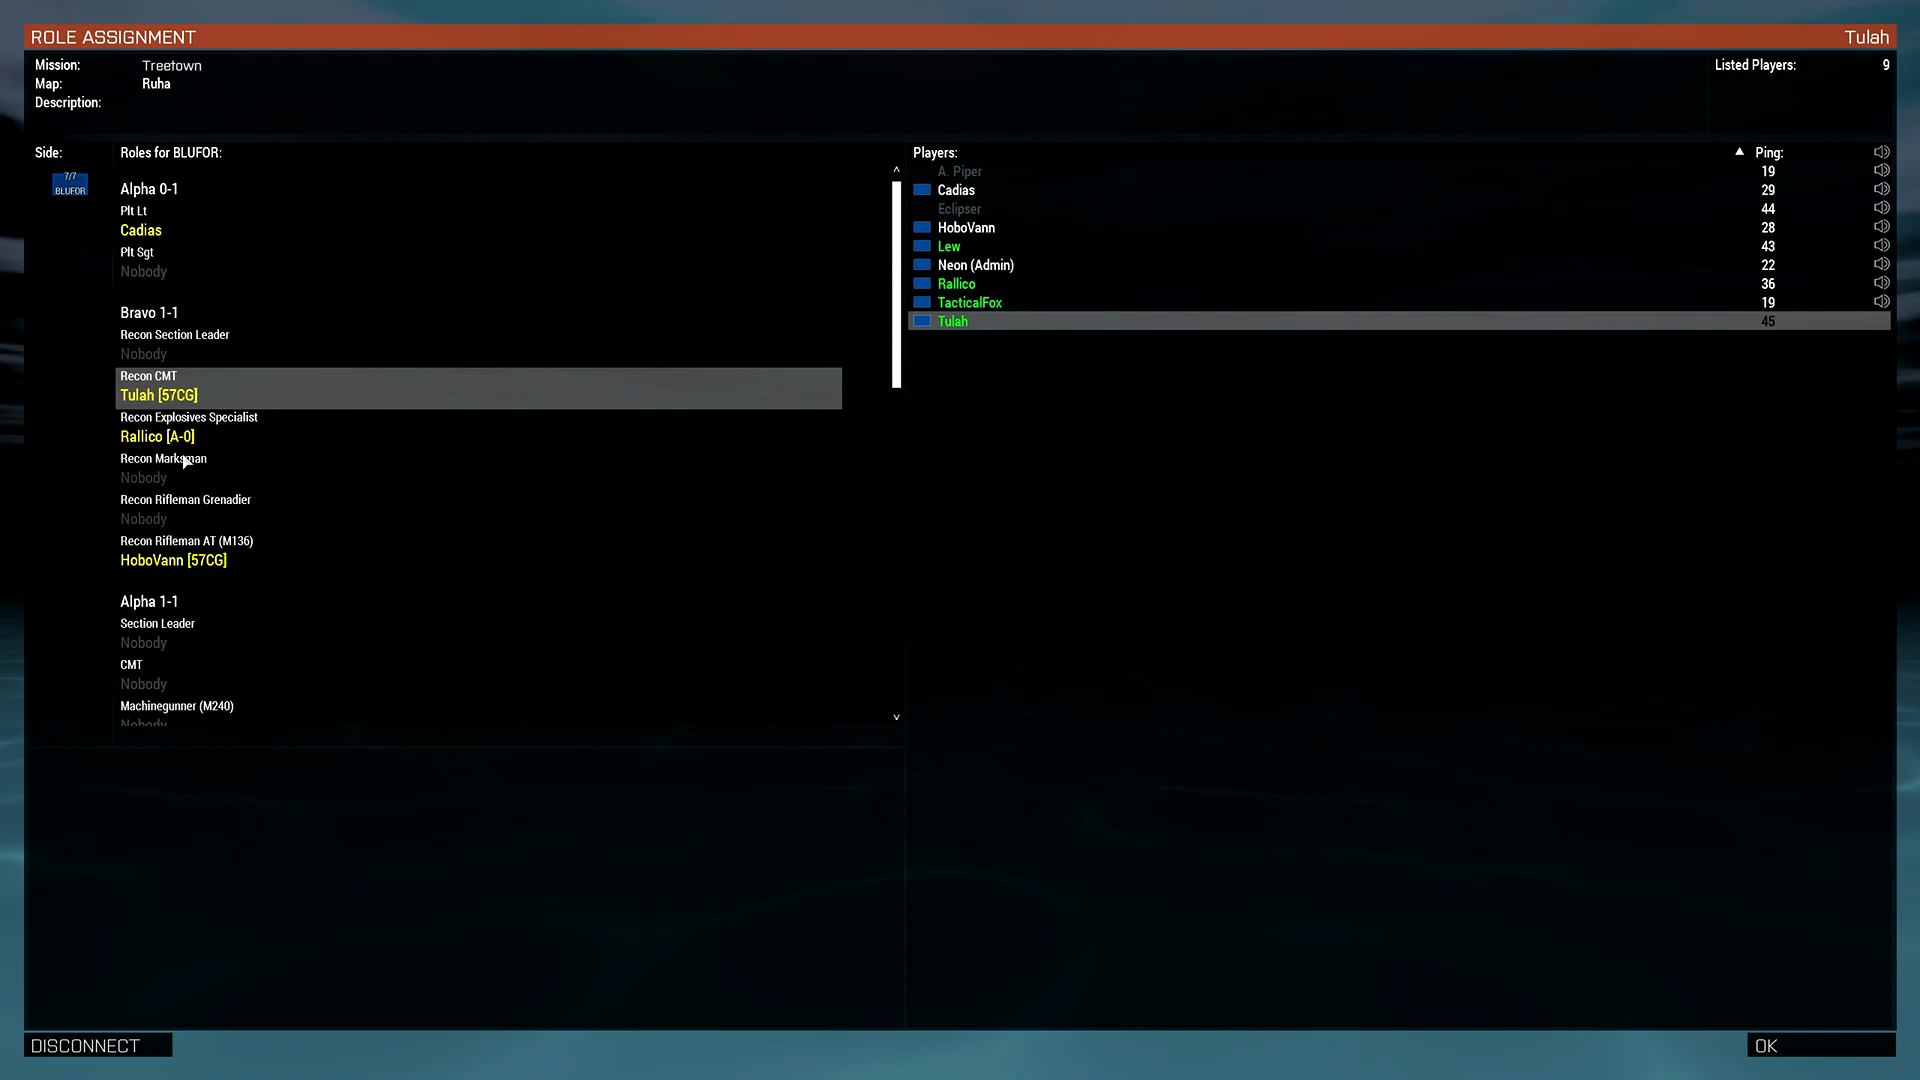 ROLE ASSIGNMENT Tulah
Mission: Treetown Listed Players: 9
Map: Ruha
Description:
Side: Roles for BLUFOR: Players: ▲ Ping:
7/7
BLUFOR
Alpha 0-1
Plt Lt
Cadias
Plt Sgt
Nobody
Bravo 1-1
Recon Section Leader
Nobody
Recon CMT
Tulah [57CG]
Recon Explosives Specialist
Rallico [A-0]
Recon Marksman
Nobody
Recon Rifleman Grenadier
Nobody
Recon Rifleman AT (M136)
HoboVann [57CG]
Alpha 1-1
Section Leader
Nobody
CMT
Nobody
Machinegunner (M240)
Nobody
A. Piper 19
Cadias 29
Eclipser 44
HoboVann 28
Lew 43
Neon (Admin) 22
Rallico 36
TacticalFox 19
Tulah 45
DISCONNECT OK